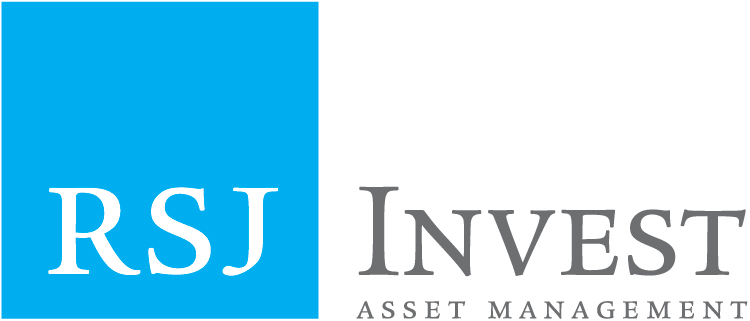 RSJ INVEST
ASSET MANAGEMENT